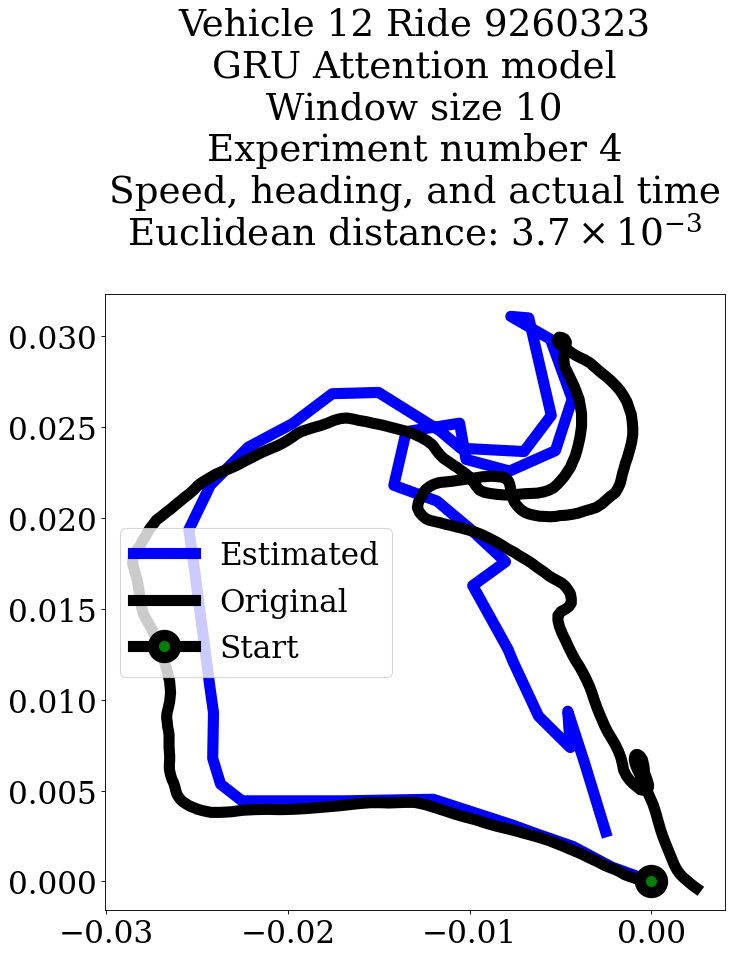 Vehicle 12 Ride 9260323
GRU Attention model
Window size 10
Experiment number 4
Speed, heading, and actual time
Euclidean distance: 3.7 × 10⁻³
0.030
0.025
0.020
0.015
0.010
0.005
0.000
Estimated
Original
Start
−0.03 −0.02 −0.01 0.00